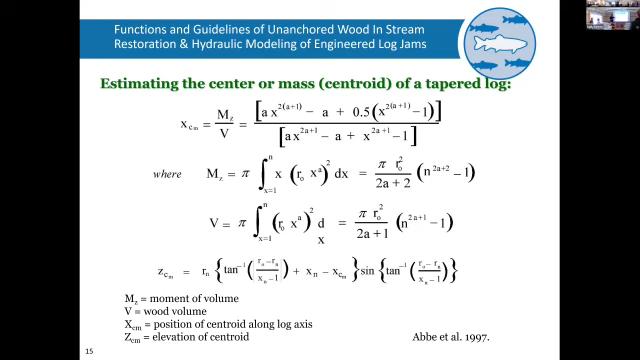 Functions and Guidelines of Unanchored Wood In Stream
Restoration & Hydraulic Modeling of Engineered Log Jams
Estimating the center or mass (centroid) of a tapered log:
x_cm = M_z / V = [a x^(2(a+1)) − a + 0.5 (x^(2(a+1)) − 1)] / [a x^(2a+1) − a + x^(2a+1) − 1]
where M_z = π ∫_(x=1)^n x (r_o x^a)^2 dx = (π r_o^2 / (2a + 2)) (n^(2a+2) − 1)
V = π ∫_(x=1)^n (r_o x^a)^2 d x = (π r_o^2 / (2a + 1)) (n^(2a+1) − 1)
z_cm = r_n { tan^−1 ( (r_o − r_n) / (x_n − 1) ) + x_n − x_cm } sin { tan^−1 ( (r_o − r_n) / (x_n − 1) ) }
M_z = moment of volume
V = wood volume
X_cm = position of centroid along log axis
Z_cm = elevation of centroid
Abbe et al. 1997.
15